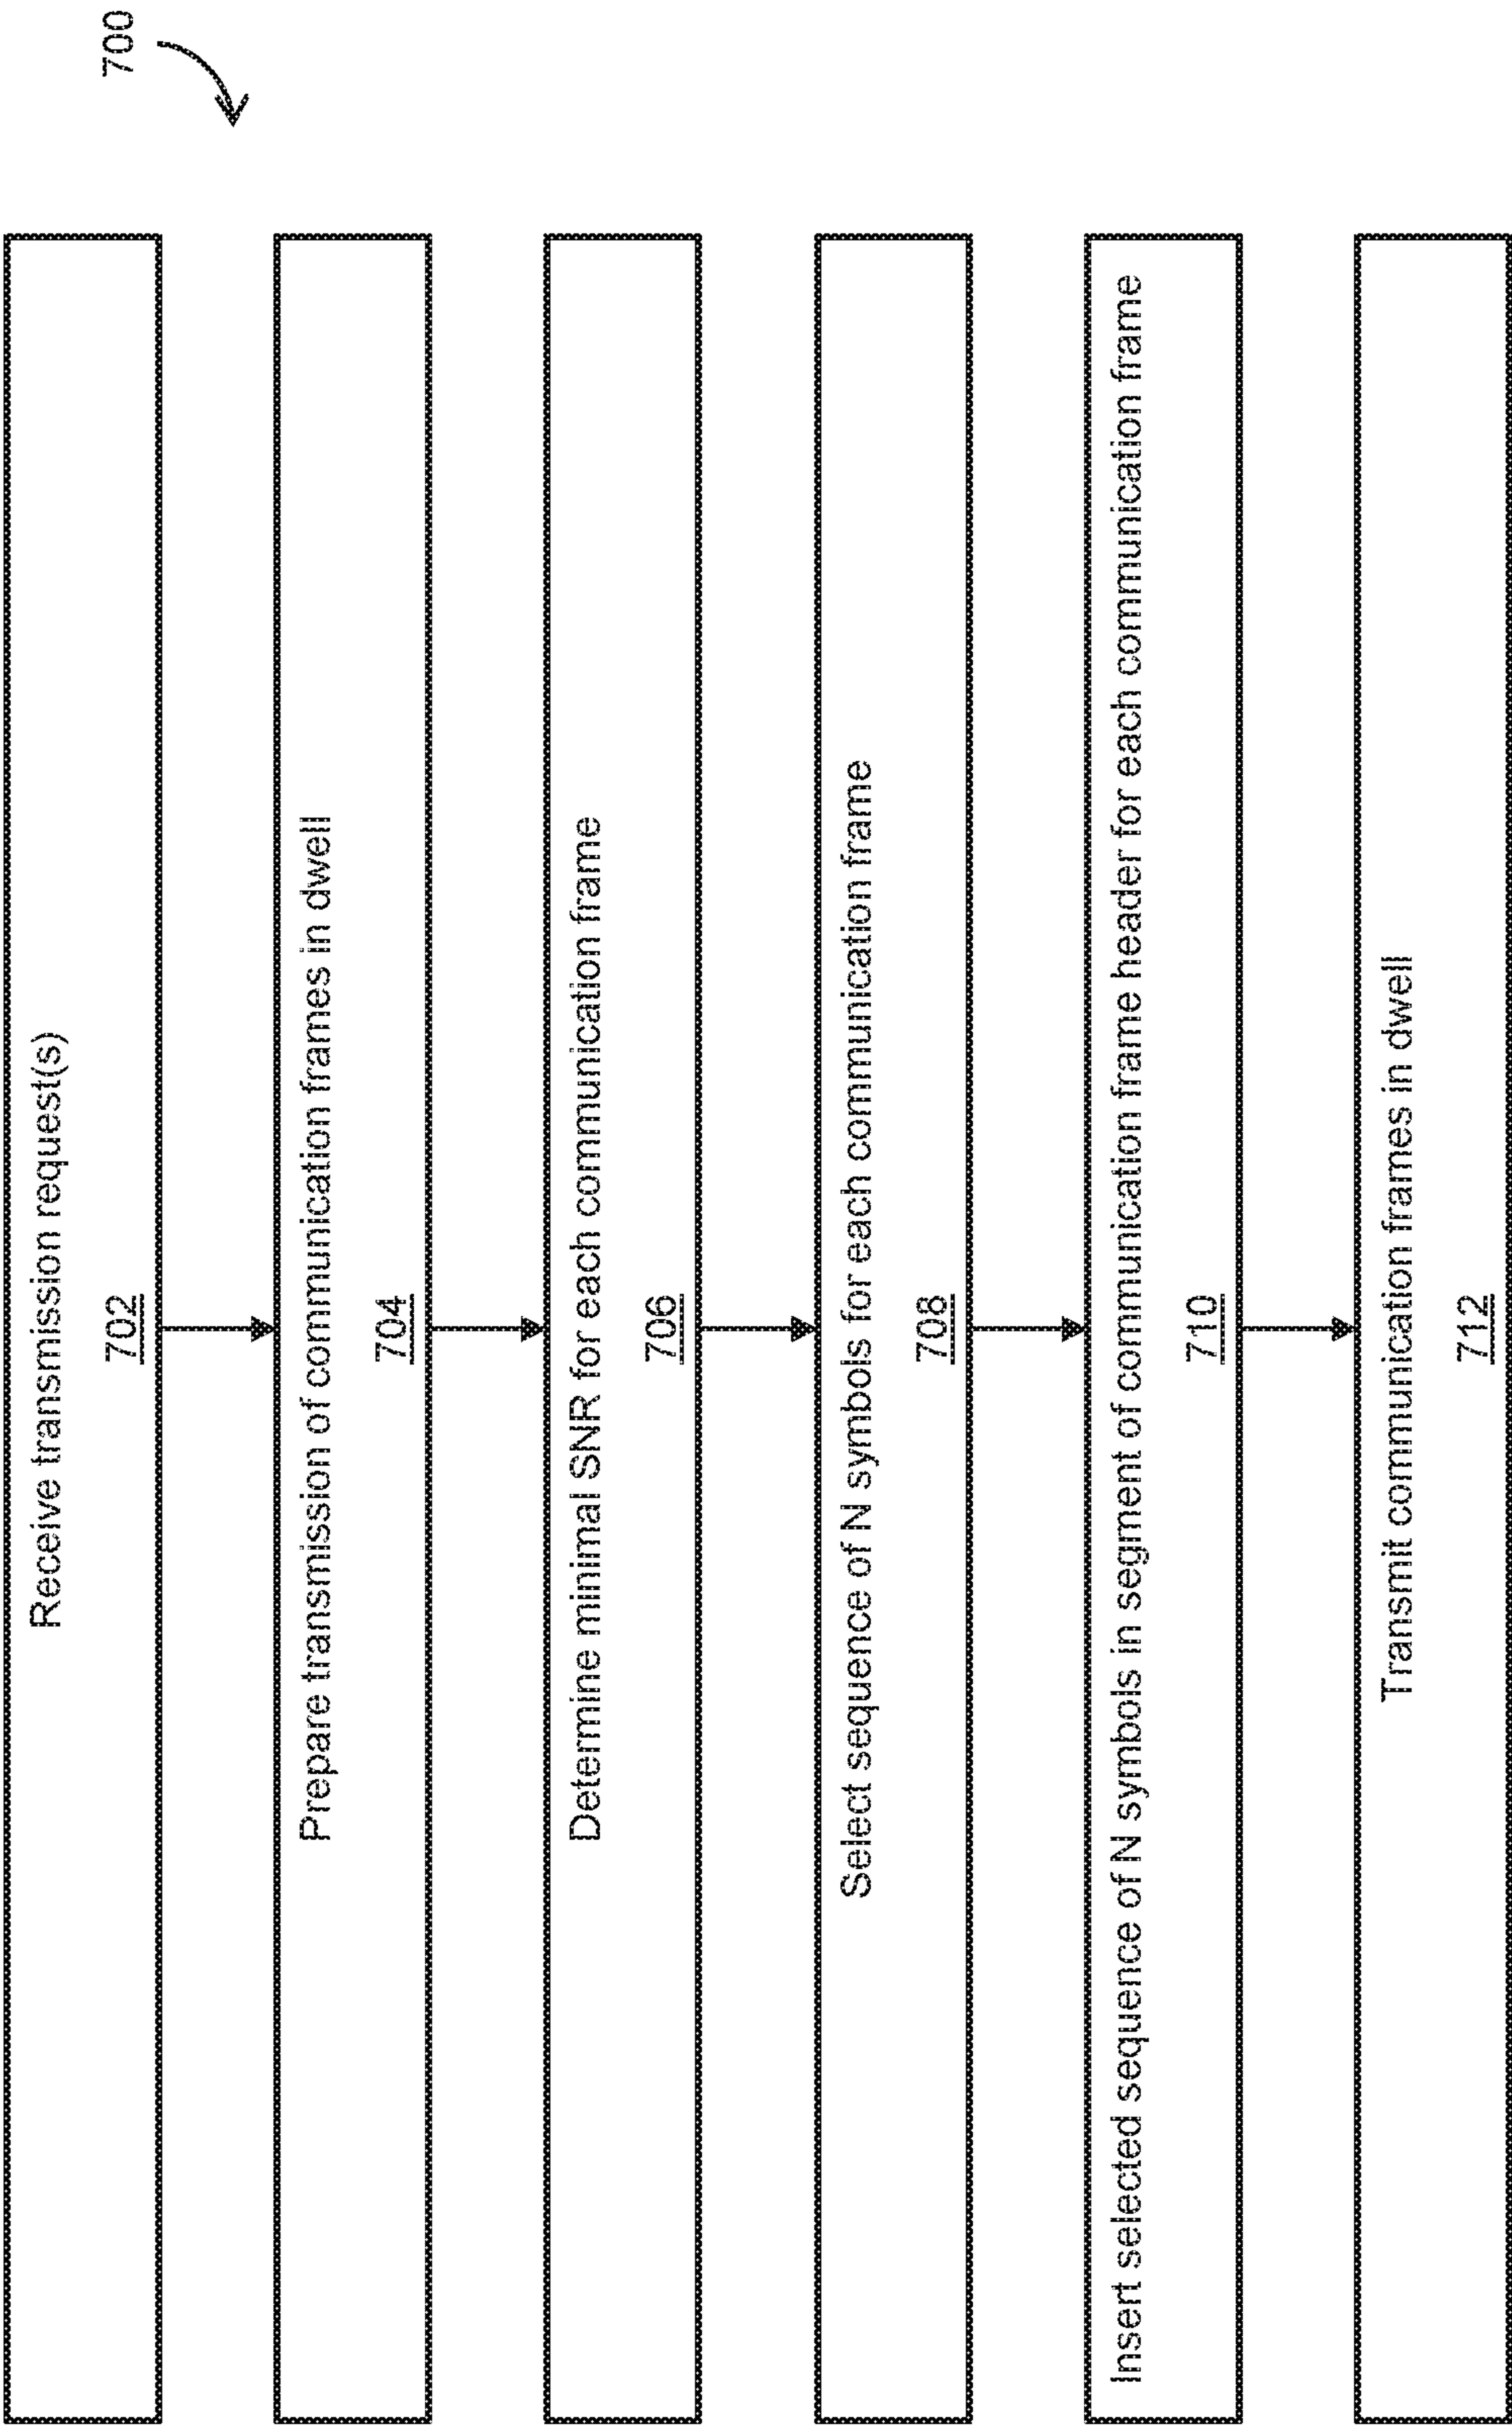 700
Receive transmission request(s)
702
Prepare transmission of communication frames in dwell
704
Determine minimal SNR for each communication frame
706
Select sequence of N symbols for each communication frame
708
Insert selected sequence of N symbols in segment of communication frame header for each communication frame
710
Transmit communication frames in dwell
712